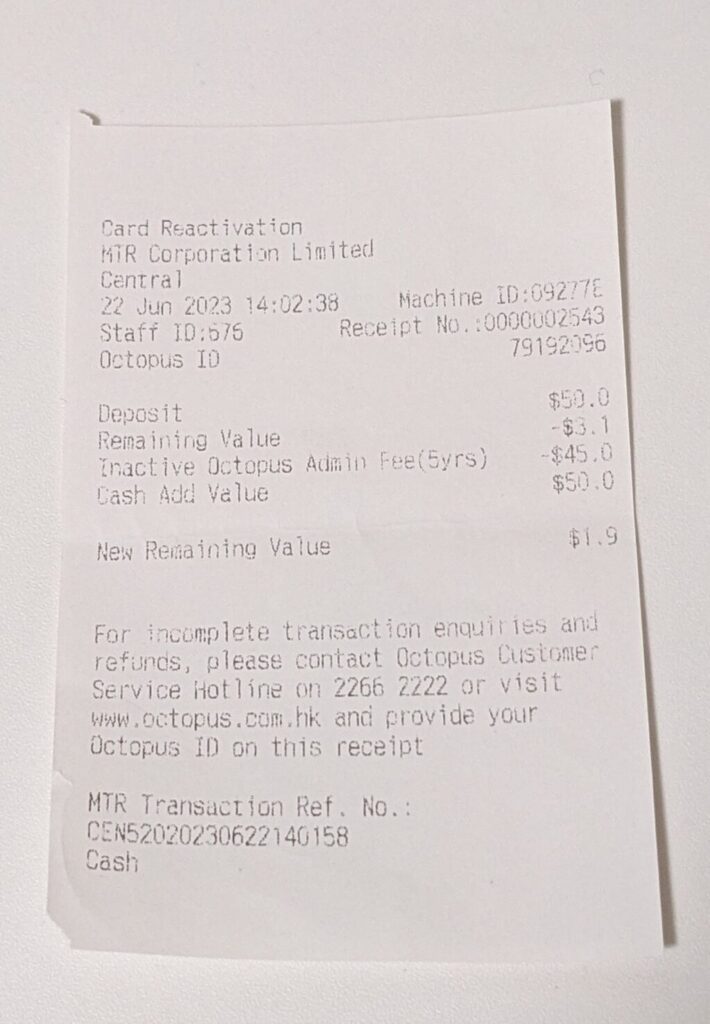 Card Reactivation
MTR Corporation Limited
Central
22 Jun 2023 14:02:38 Machine ID:09277E
Staff ID:676 Receipt No.:0000002543
Octopus ID 79192096
Deposit $50.0
Remaining Value -$3.1
Inactive Octopus Admin Fee(5yrs) -$45.0
Cash Add Value $50.0
New Remaining Value $1.9
For incomplete transaction enquiries and
refunds, please contact Octopus Customer
Service Hotline on 2266 2222 or visit
www.octopus.com.hk and provide your
Octopus ID on this receipt
MTR Transaction Ref. No.:
CEN52020230622140158
Cash